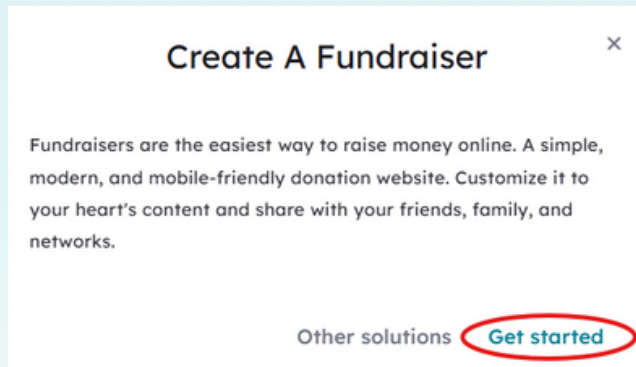 Create A Fundraiser
Fundraisers are the easiest way to raise money online. A simple,
modern, and mobile-friendly donation website. Customize it to
your heart's content and share with your friends, family, and
networks.
Other solutions Get started